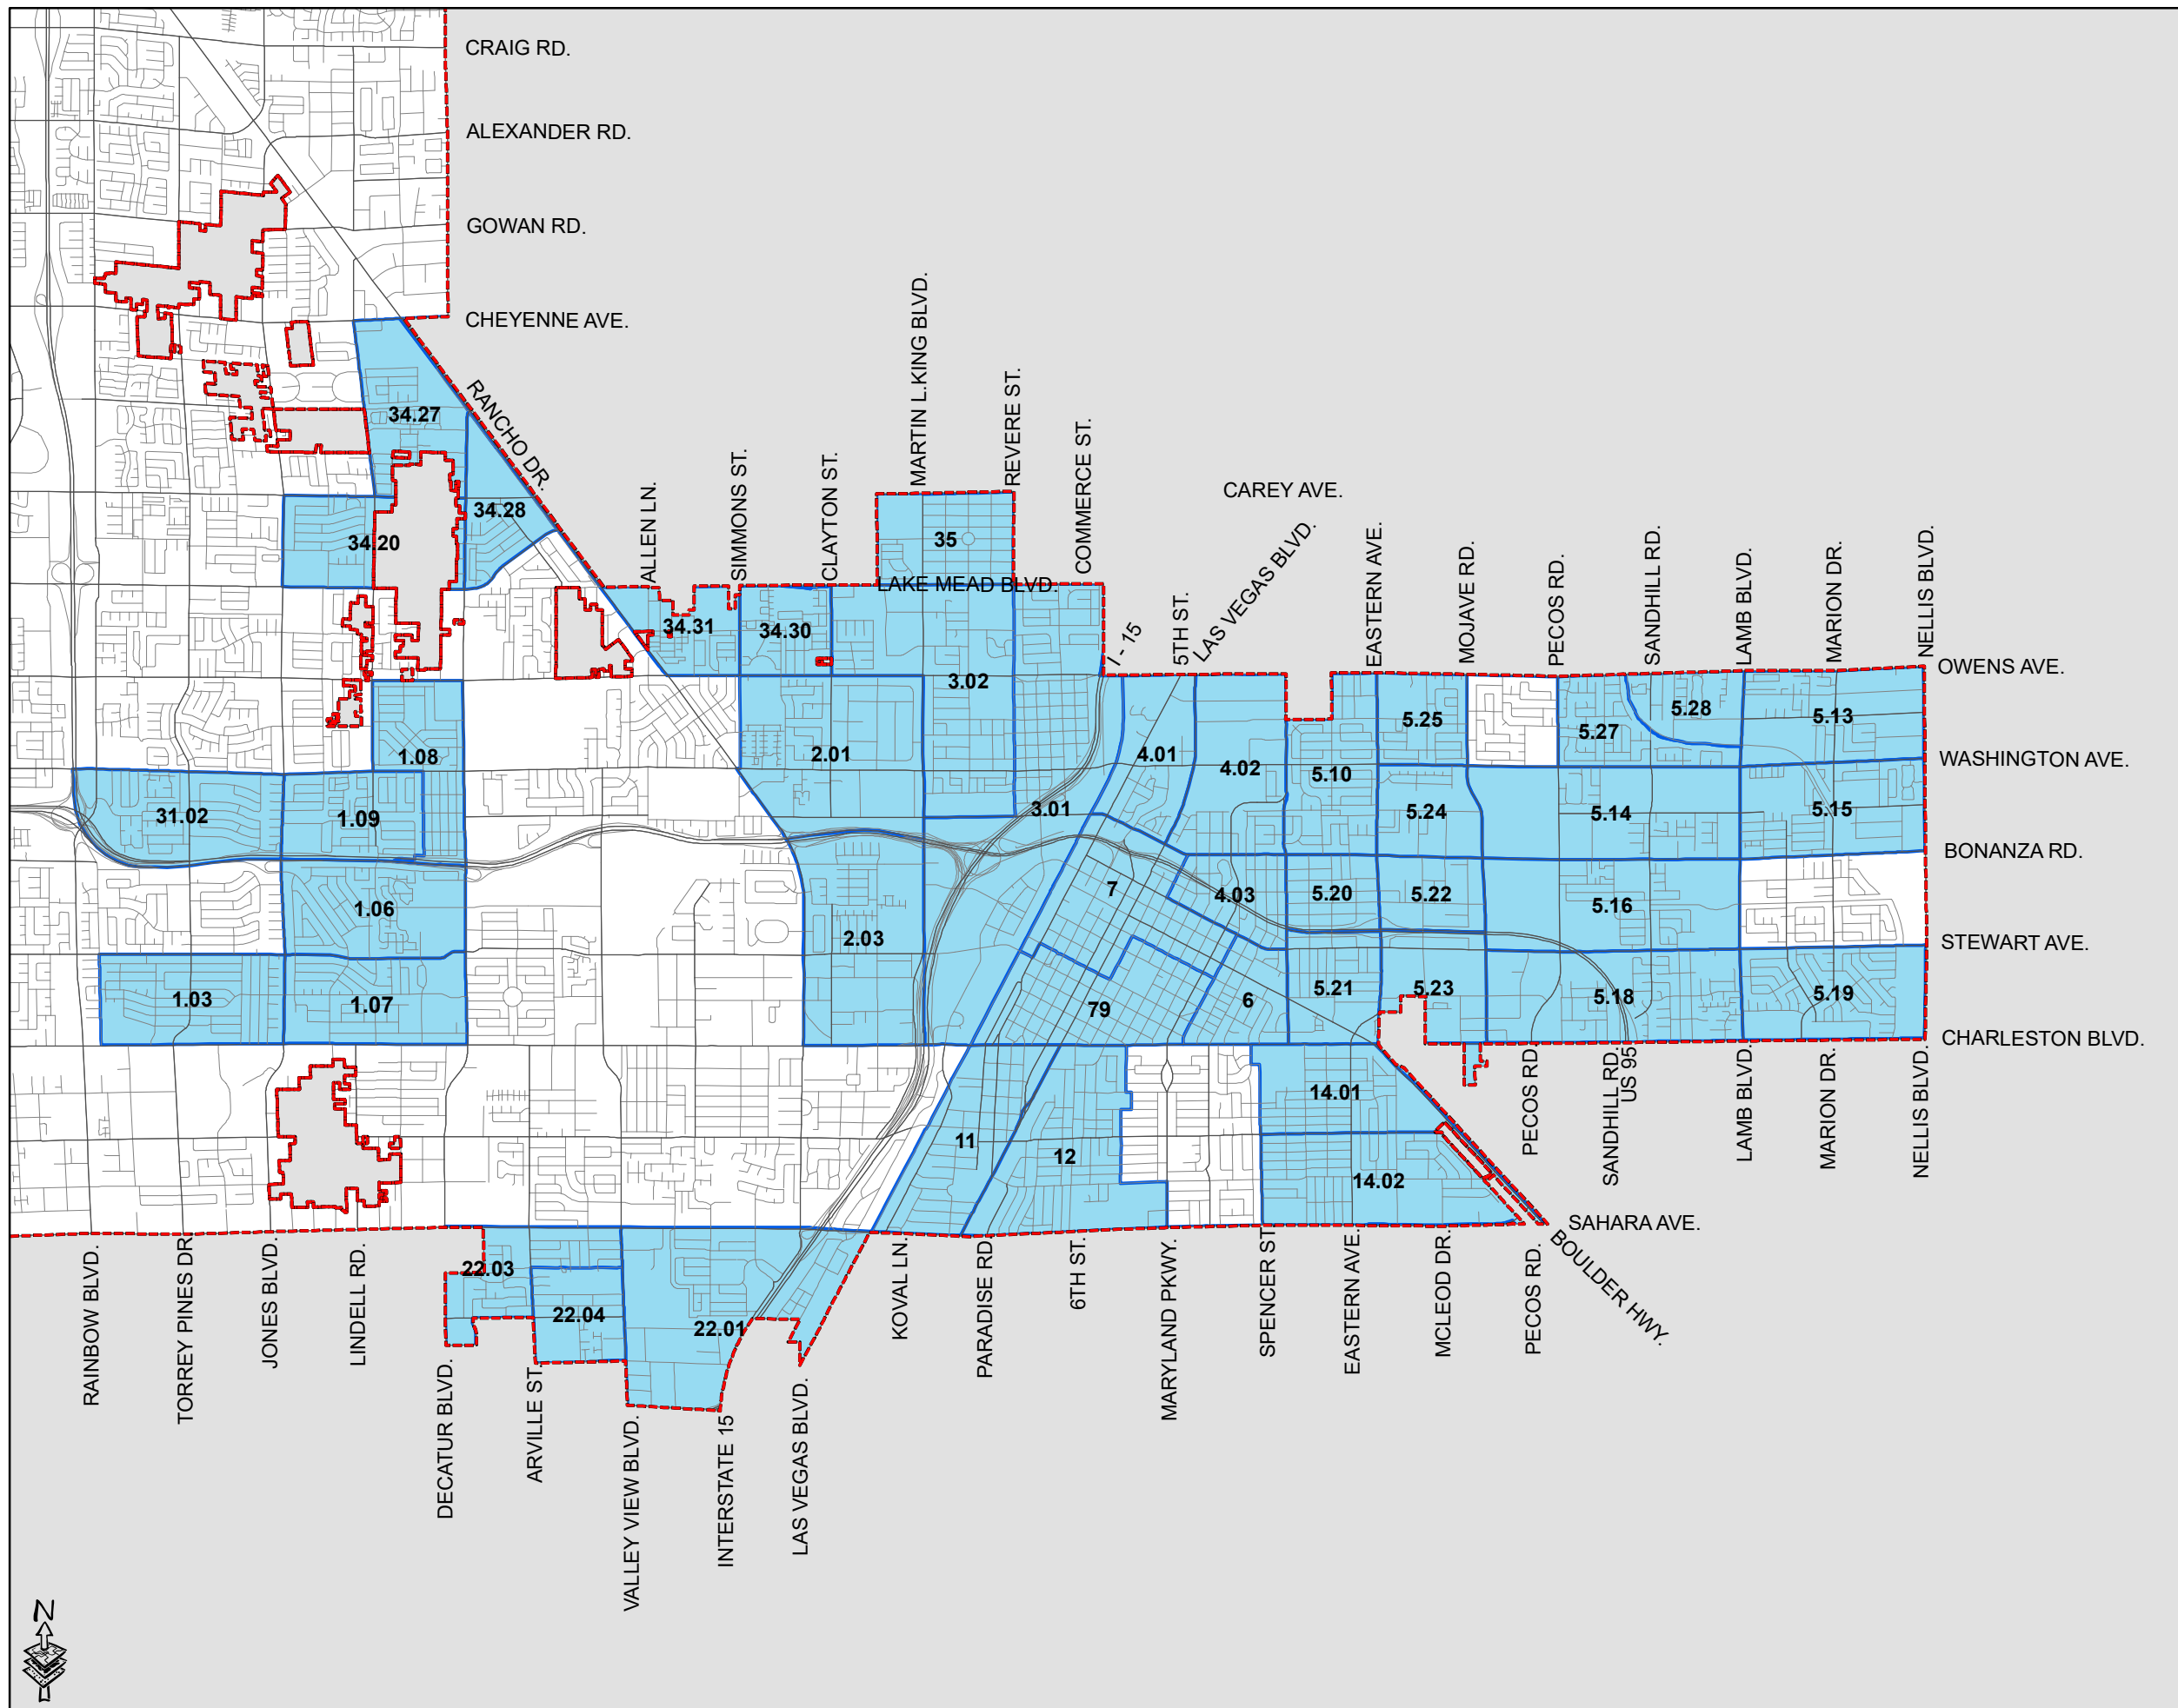 CRAIG RD.
ALEXANDER RD.
GOWAN RD.
CHEYENNE AVE.
RANCHO DR.
ALLEN LN.
SIMMONS ST.
CLAYTON ST.
MARTIN L.KING BLVD.
REVERE ST.
COMMERCE ST.
CAREY AVE.
LAS VEGAS BLVD.
I - 15
5TH ST.
EASTERN AVE.
MOJAVE RD.
PECOS RD.
SANDHILL RD.
LAMB BLVD.
MARION DR.
NELLIS BLVD.
LAKE MEAD BLVD.
OWENS AVE.
WASHINGTON AVE.
BONANZA RD.
STEWART AVE.
CHARLESTON BLVD.
34.27
34.28
34.20
35
34.31
34.30
3.02
5.25
5.27
5.28
5.13
1.08
2.01
4.01
4.02
5.10
31.02
1.09
3.01
5.24
5.14
5.15
7
4.03
5.20
5.22
5.16
1.06
2.03
1.03
1.07
79
6
5.21
5.23
5.18
5.19
14.01
11
12
14.02
PECOS RD.
SANDHILL RD.
US 95
LAMB BLVD.
MARION DR.
NELLIS BLVD.
SAHARA AVE.
BOULDER HWY.
22.03
22.04
22.01
RAINBOW BLVD.
TORREY PINES DR.
JONES BLVD.
LINDELL RD.
DECATUR BLVD.
ARVILLE ST.
VALLEY VIEW BLVD.
INTERSTATE 15
LAS VEGAS BLVD.
KOVAL LN.
PARADISE RD.
6TH ST.
MARYLAND PKWY.
SPENCER ST.
EASTERN AVE.
MCLEOD DR.
PECOS RD.
N